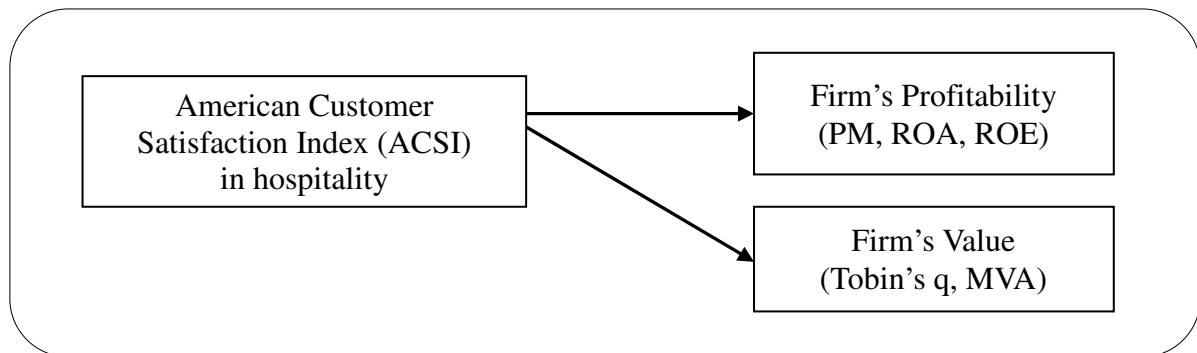 American Customer
Satisfaction Index (ACSI)
in hospitality
Firm’s Profitability
(PM, ROA, ROE)
Firm’s Value
(Tobin’s q, MVA)